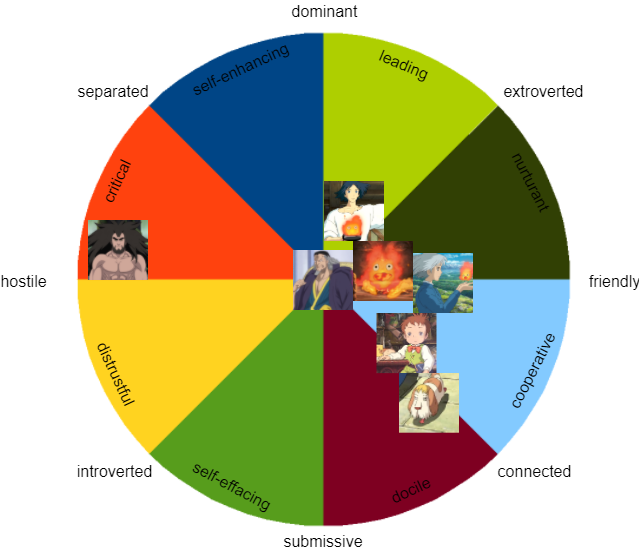 dominant
self-enhancing
leading
separated
extroverted
critical
nurturant
hostile
friendly
distrustful
cooperative
introverted
self-effacing
docile
connected
submissive